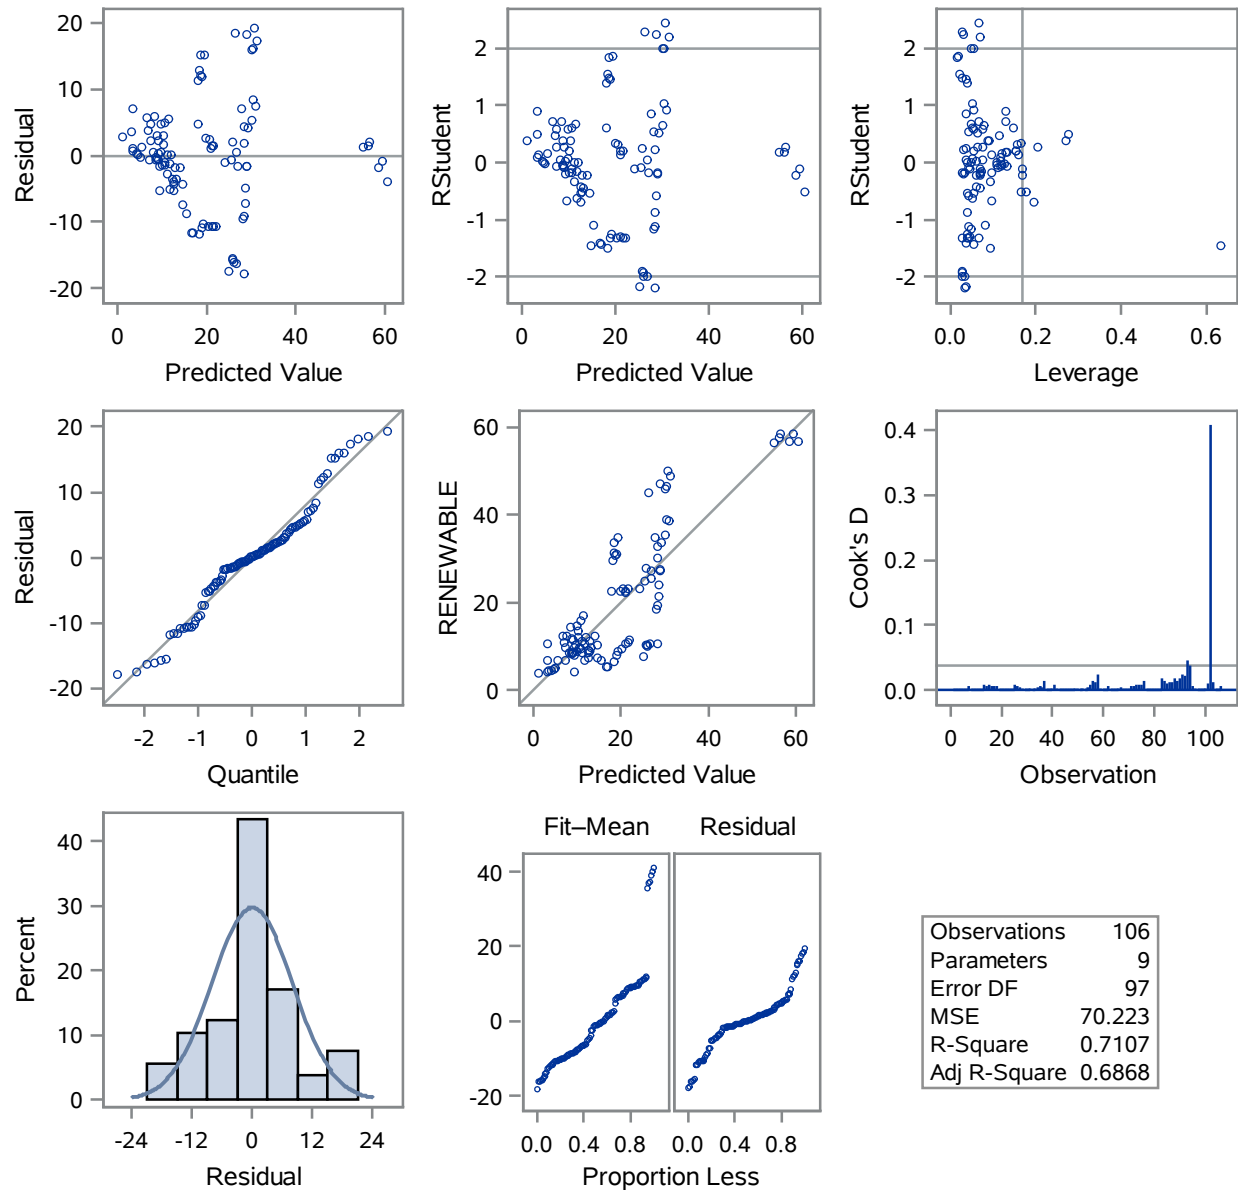 20
10
0
-10
-20
Residual
0 20 40 60
Predicted Value
2
1
0
-1
-2
RStudent
0 20 40 60
Predicted Value
2
1
0
-1
-2
RStudent
0.0 0.2 0.4 0.6
Leverage
20
10
0
-10
-20
Residual
-2 -1 0 1 2
Quantile
60
40
20
0
RENEWABLE
0 20 40 60
Predicted Value
0.4
0.3
0.2
0.1
0.0
Cook's D
0 20 40 60 80 100
Observation
40
30
20
10
0
Percent
-24 -12 0 12 24
Residual
Fit–Mean Residual
40
20
0
-20
0.0 0.4 0.8 0.0 0.4 0.8
Proportion Less
Observations 106
Parameters 9
Error DF 97
MSE 70.223
R-Square 0.7107
Adj R-Square 0.6868